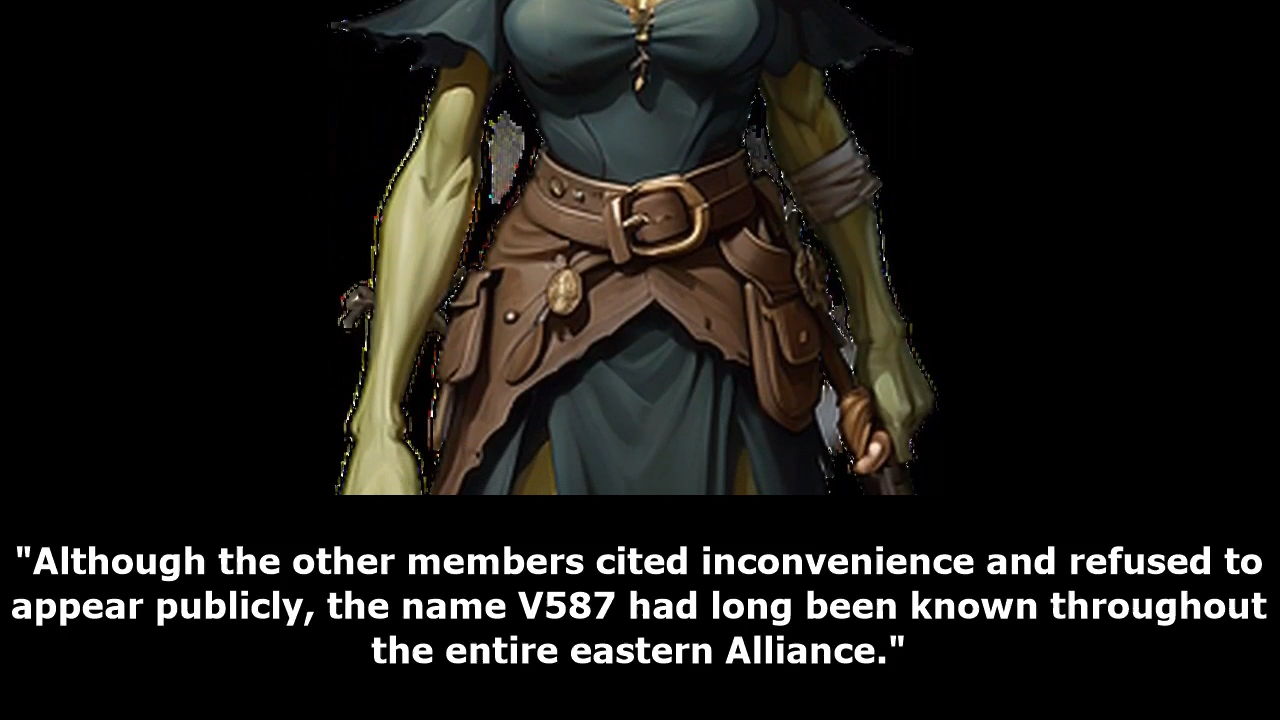 "Although the other members cited inconvenience and refused to
appear publicly, the name V587 had long been known throughout
the entire eastern Alliance."